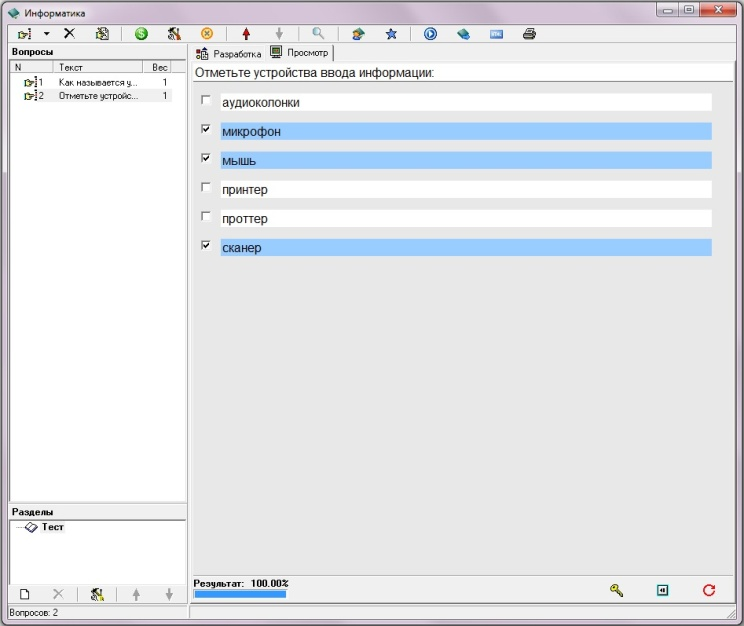 Информатика
Вопросы
Разработка Просмотр
N Текст Вес
1 Как называется у... 1
2 Отметьте устройс... 1
Отметьте устройства ввода информации:
аудиокопонки
микрофон
мышь
принтер
проттер
сканер
Разделы
Тест
Результат: 100.00%
Вопросов: 2